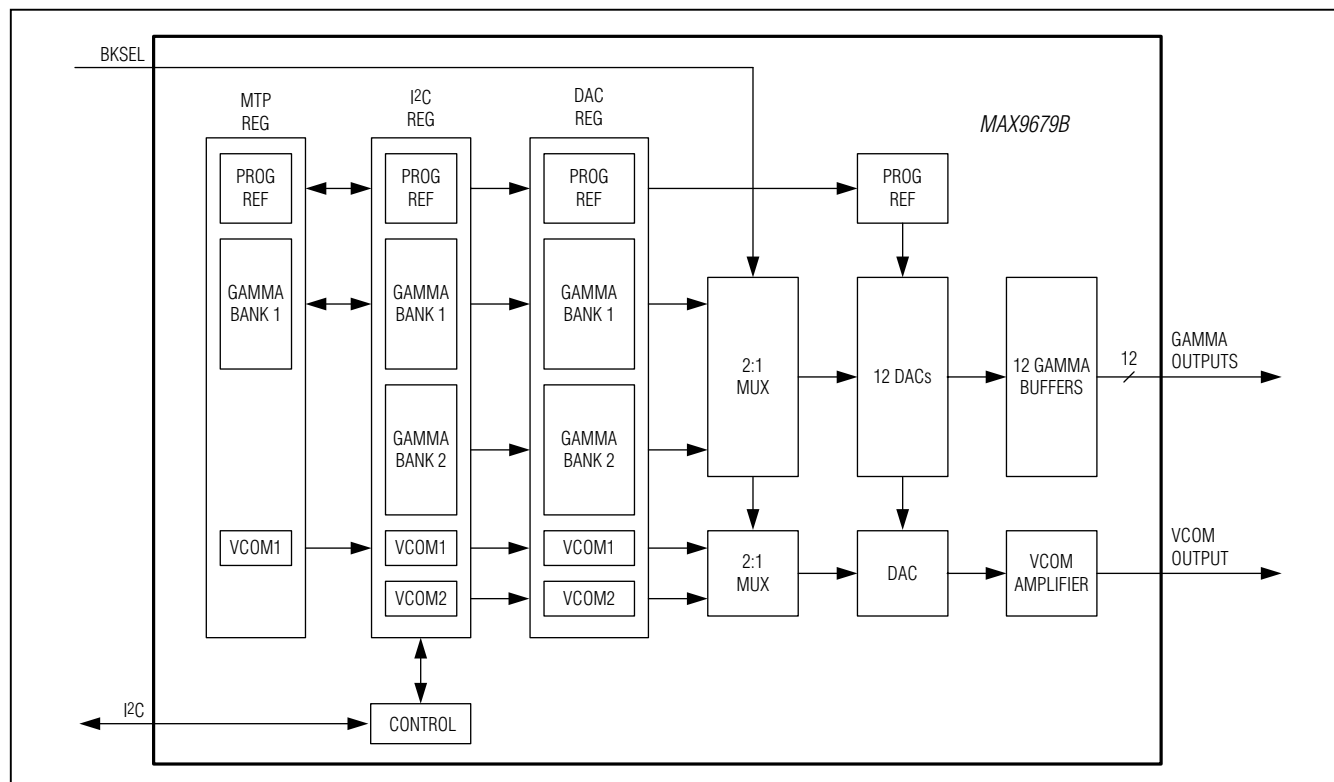 BKSEL
MTP
REG
I²C
REG
DAC
REG
MAX9679B
PROG
REF
PROG
REF
PROG
REF
PROG
REF
GAMMA
BANK 1
GAMMA
BANK 1
GAMMA
BANK 1
2:1
MUX
12 DACs
12 GAMMA
BUFFERS
12
GAMMA
OUTPUTS
GAMMA
BANK 2
GAMMA
BANK 2
VCOM1
VCOM1
VCOM1
VCOM2
VCOM2
2:1
MUX
DAC
VCOM
AMPLIFIER
VCOM
OUTPUT
I²C
CONTROL